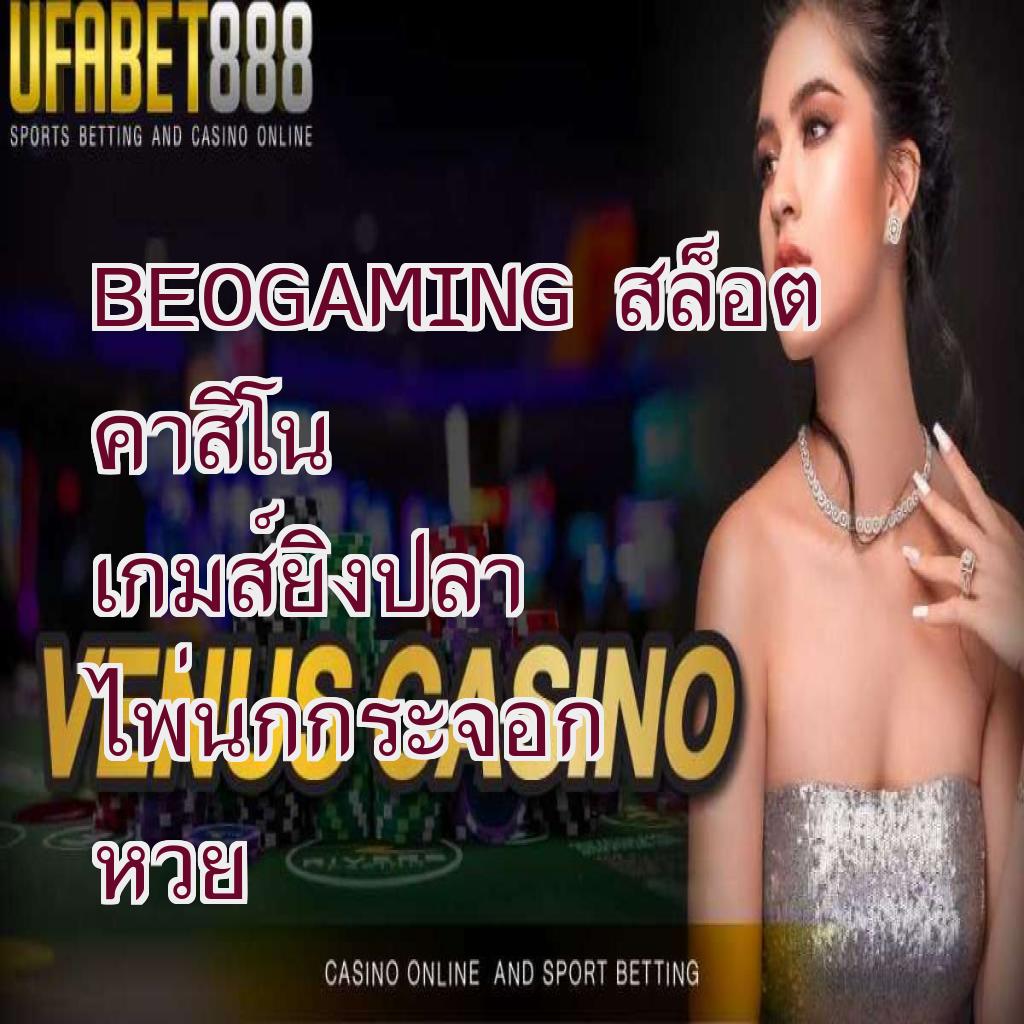 UFABET888
SPORTS BETTING AND CASINO ONLINE
BEOGAMING สล็อต
คาสิโน
เกมส์ยิงปลา
VENUS CASINO
ไพ่นกกระจอก
หวย
CASINO ONLINE AND SPORT BETTING